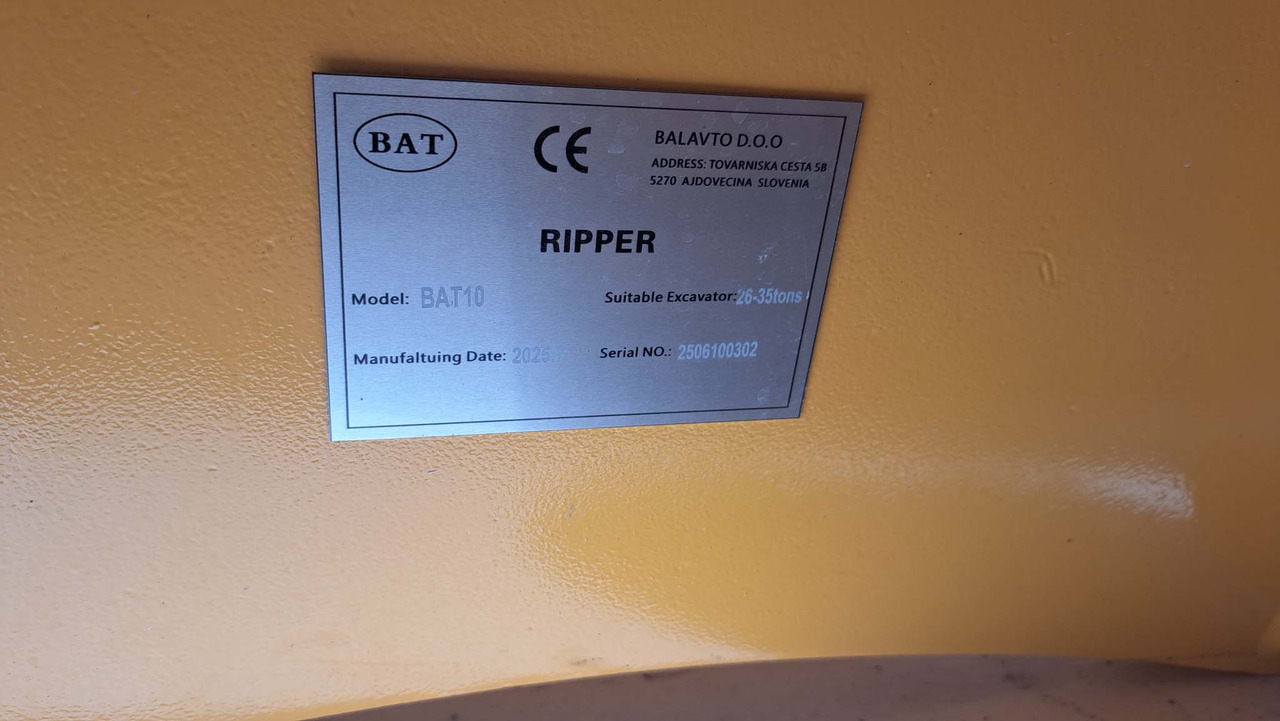 BAT
CE
BALAVTO D.O.O
ADDRESS: TOVARNISKA CESTA 5B
5270 AJDOVECINA SLOVENIA
RIPPER
Model: BAT10
Suitable Excavator: 26-35tons
Manufaltuing Date:
Serial NO.: 2506100302